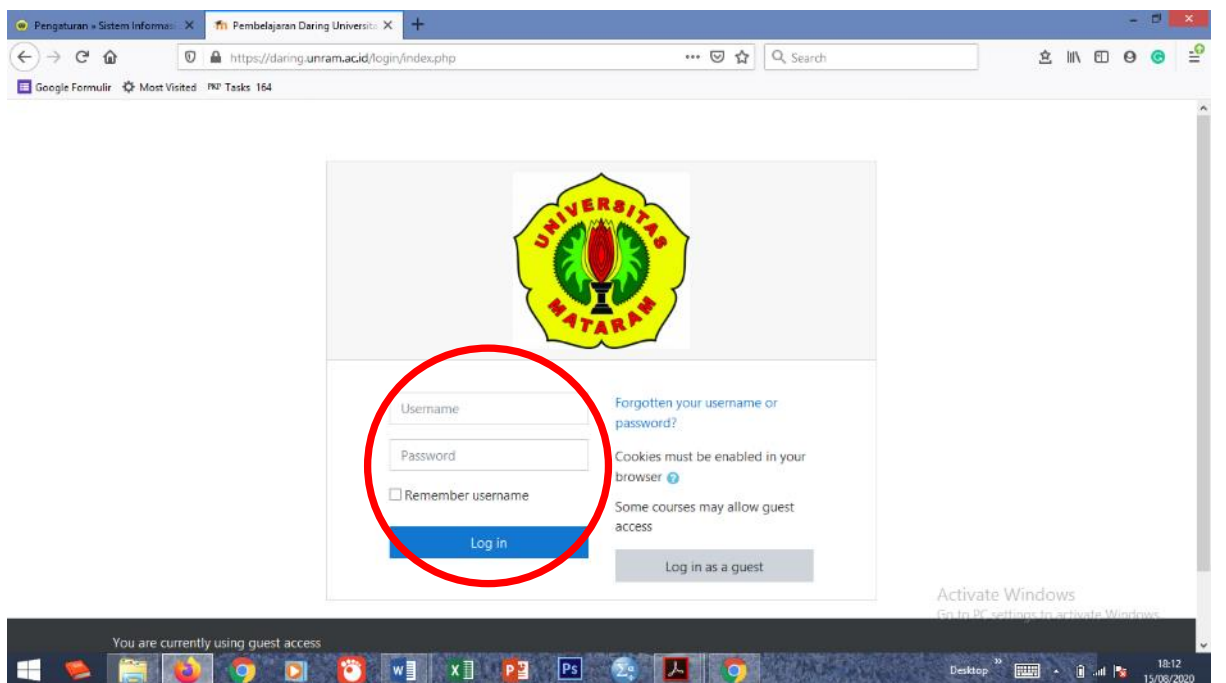 Pengaturan » Sistem Informas
Pembelajaran Daring Universita
https://daring.unram.ac.id/login/index.php
Search
Google Formulir
Most Visited
PKP Tasks 164
UNIVERSITAS
MATARAM
Username
Password
Remember username
Log in
Forgotten your username or
password?
Cookies must be enabled in your
browser
Some courses may allow guest
access
Log in as a guest
Activate Windows
Go to PC settings to activate Windows.
You are currently using guest access
Desktop
18:12
15/08/2020